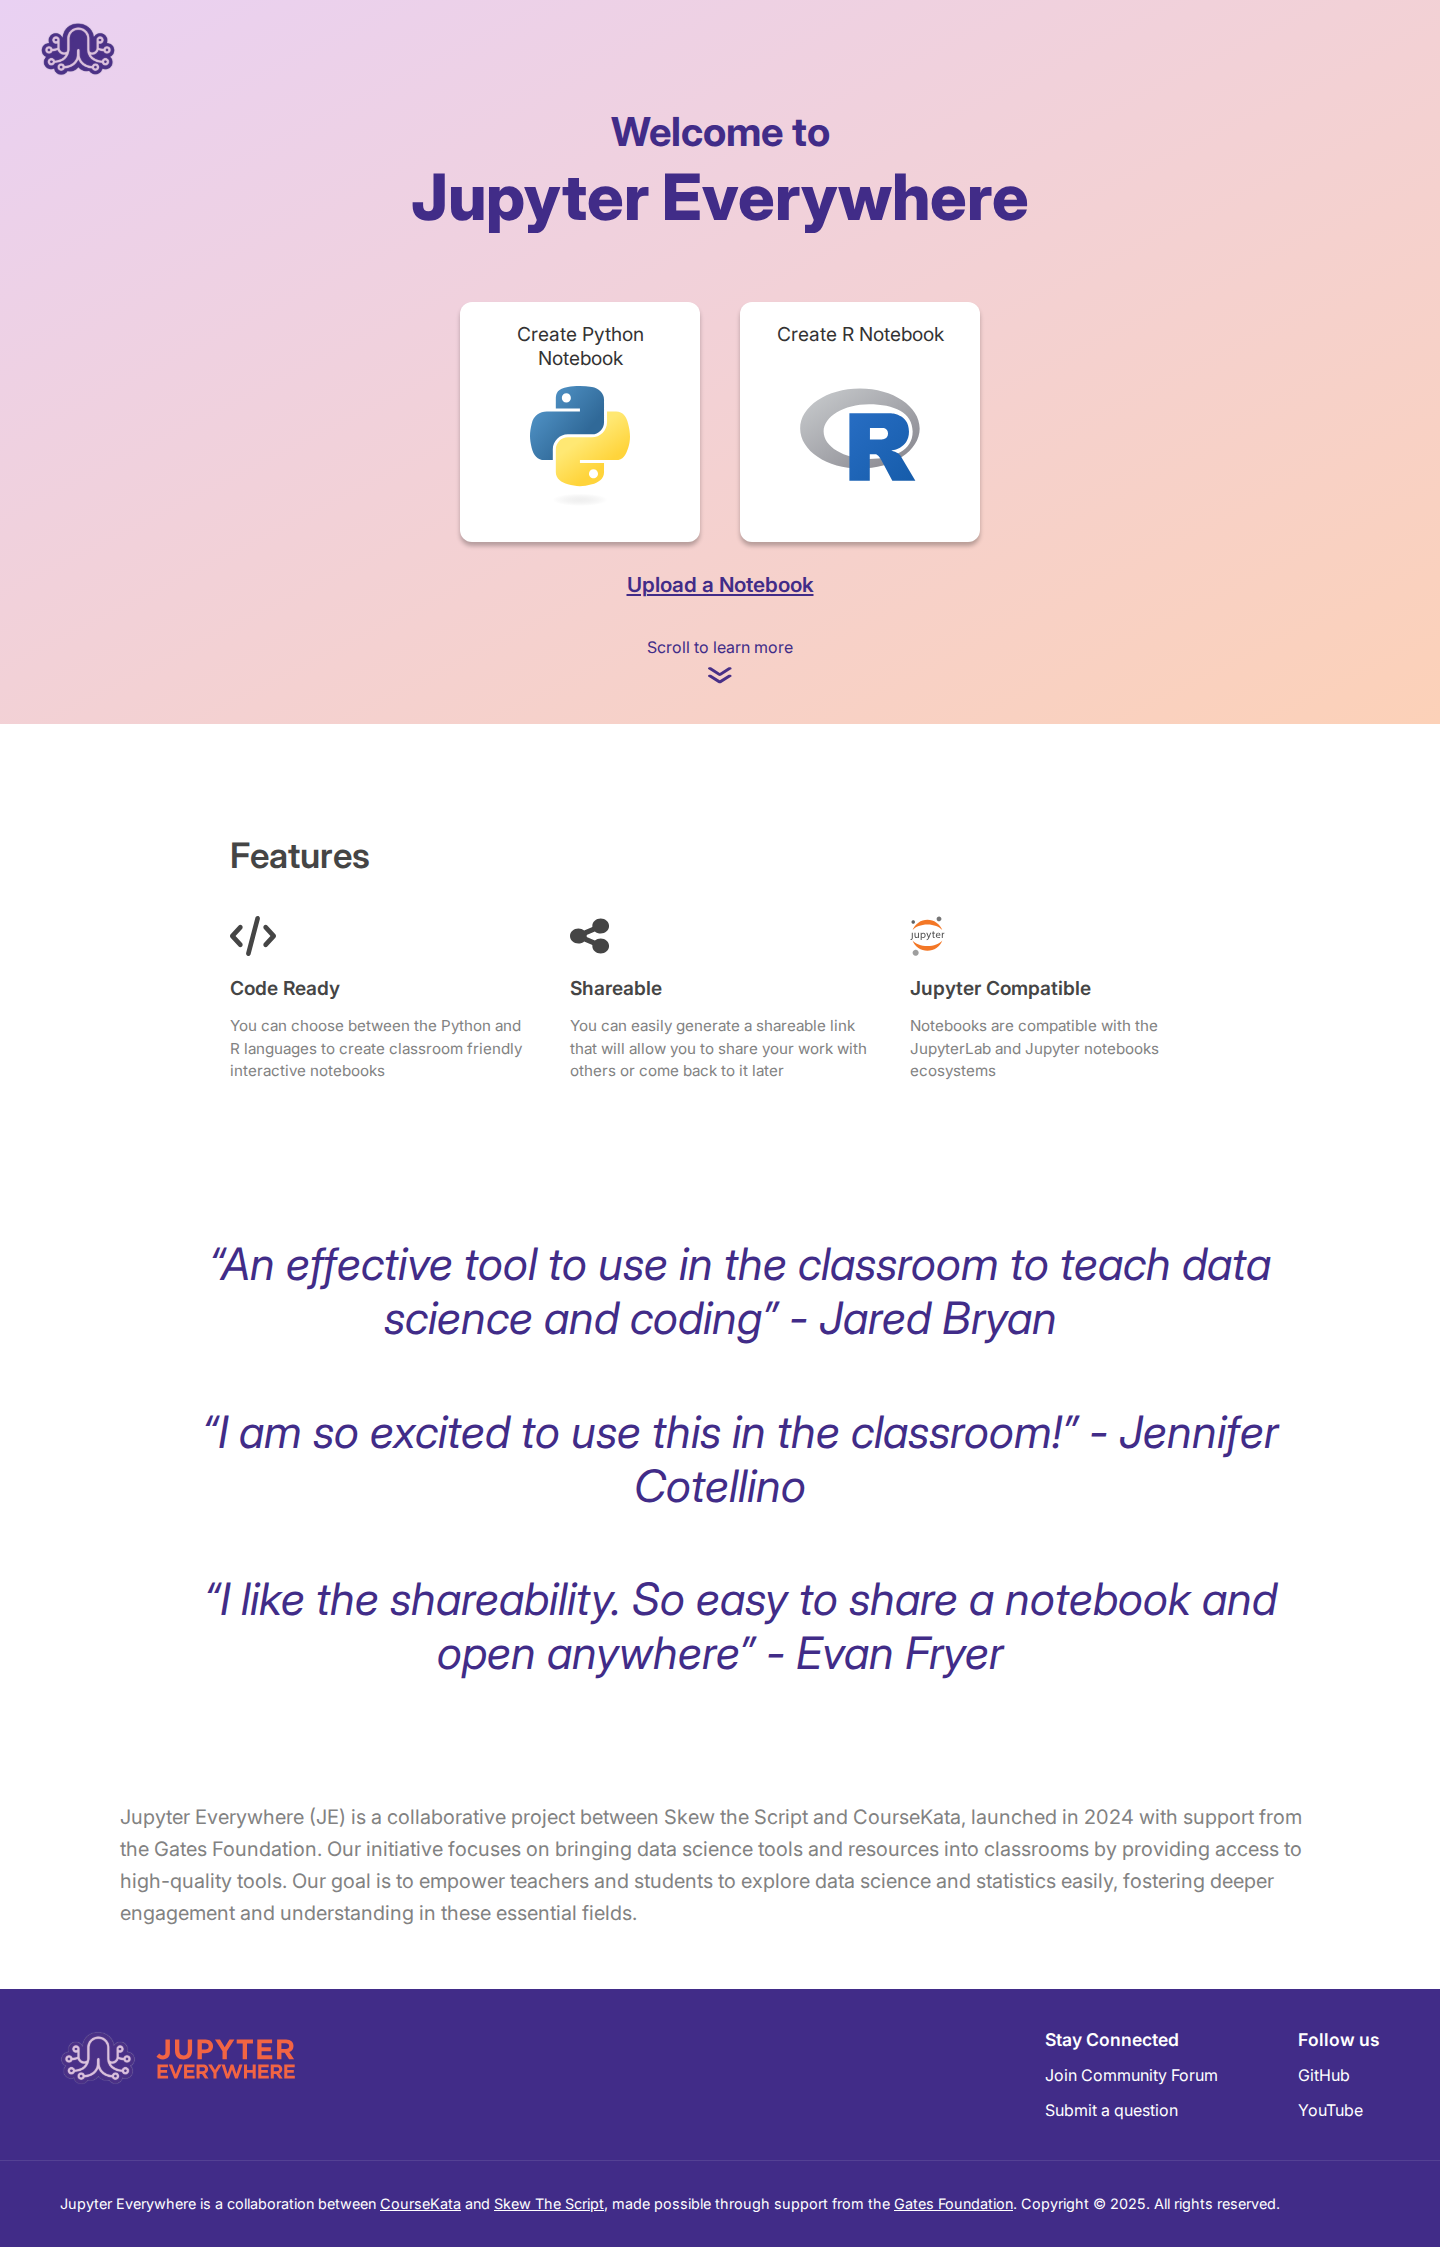 Welcome to
Jupyter Everywhere
Create Python
Notebook
Create R Notebook
R
Upload a Notebook
Scroll to learn more
Features
jupyter
Code Ready
You can choose between the Python and
R languages to create classroom friendly
interactive notebooks
Shareable
You can easily generate a shareable link
that will allow you to share your work with
others or come back to it later
Jupyter Compatible
Notebooks are compatible with the
JupyterLab and Jupyter notebooks
ecosystems
“An effective tool to use in the classroom to teach data
science and coding” - Jared Bryan
“I am so excited to use this in the classroom!” - Jennifer
Cotellino
“I like the shareability. So easy to share a notebook and
open anywhere” - Evan Fryer
Jupyter Everywhere (JE) is a collaborative project between Skew the Script and CourseKata, launched in 2024 with support from
the Gates Foundation. Our initiative focuses on bringing data science tools and resources into classrooms by providing access to
high-quality tools. Our goal is to empower teachers and students to explore data science and statistics easily, fostering deeper
engagement and understanding in these essential fields.
JUPYTER
EVERYWHERE
Stay Connected
Join Community Forum
Submit a question
Follow us
GitHub
YouTube
Jupyter Everywhere is a collaboration between CourseKata and Skew The Script, made possible through support from the Gates Foundation. Copyright © 2025. All rights reserved.